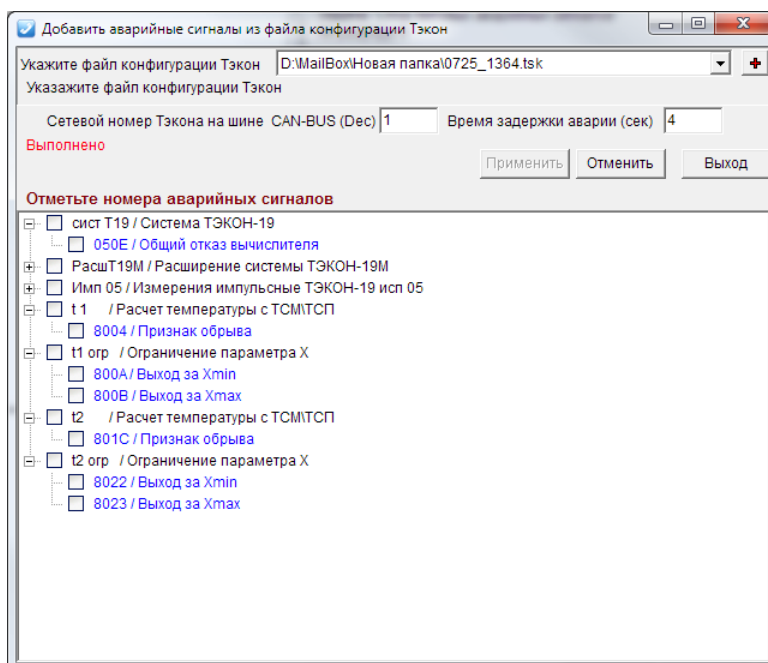 Добавить аварийные сигналы из файла конфигурации Тэкон
Укажите файл конфигурации Тэкон D:\MailBox\Новая папка\0725_1364.tsk
Указажите файл конфигурации Тэкон
Сетевой номер Тэкона на шине CAN-BUS (Dec) 1 Время задержки аварии (сек) 4
Выполнено
Применить Отменить Выход
Отметьте номера аварийных сигналов
сист Т19 / Система ТЭКОН-19
050E / Общий отказ вычислителя
РасшТ19М / Расширение системы ТЭКОН-19М
Имп 05 / Измерения импульсные ТЭКОН-19 исп 05
t 1 / Расчет температуры с ТСМ\ТСП
8004 / Признак обрыва
t1 огр / Ограничение параметра X
800A / Выход за Xmin
800B / Выход за Xmax
t2 / Расчет температуры с ТСМ\ТСП
801C / Признак обрыва
t2 огр / Ограничение параметра X
8022 / Выход за Xmin
8023 / Выход за Xmax